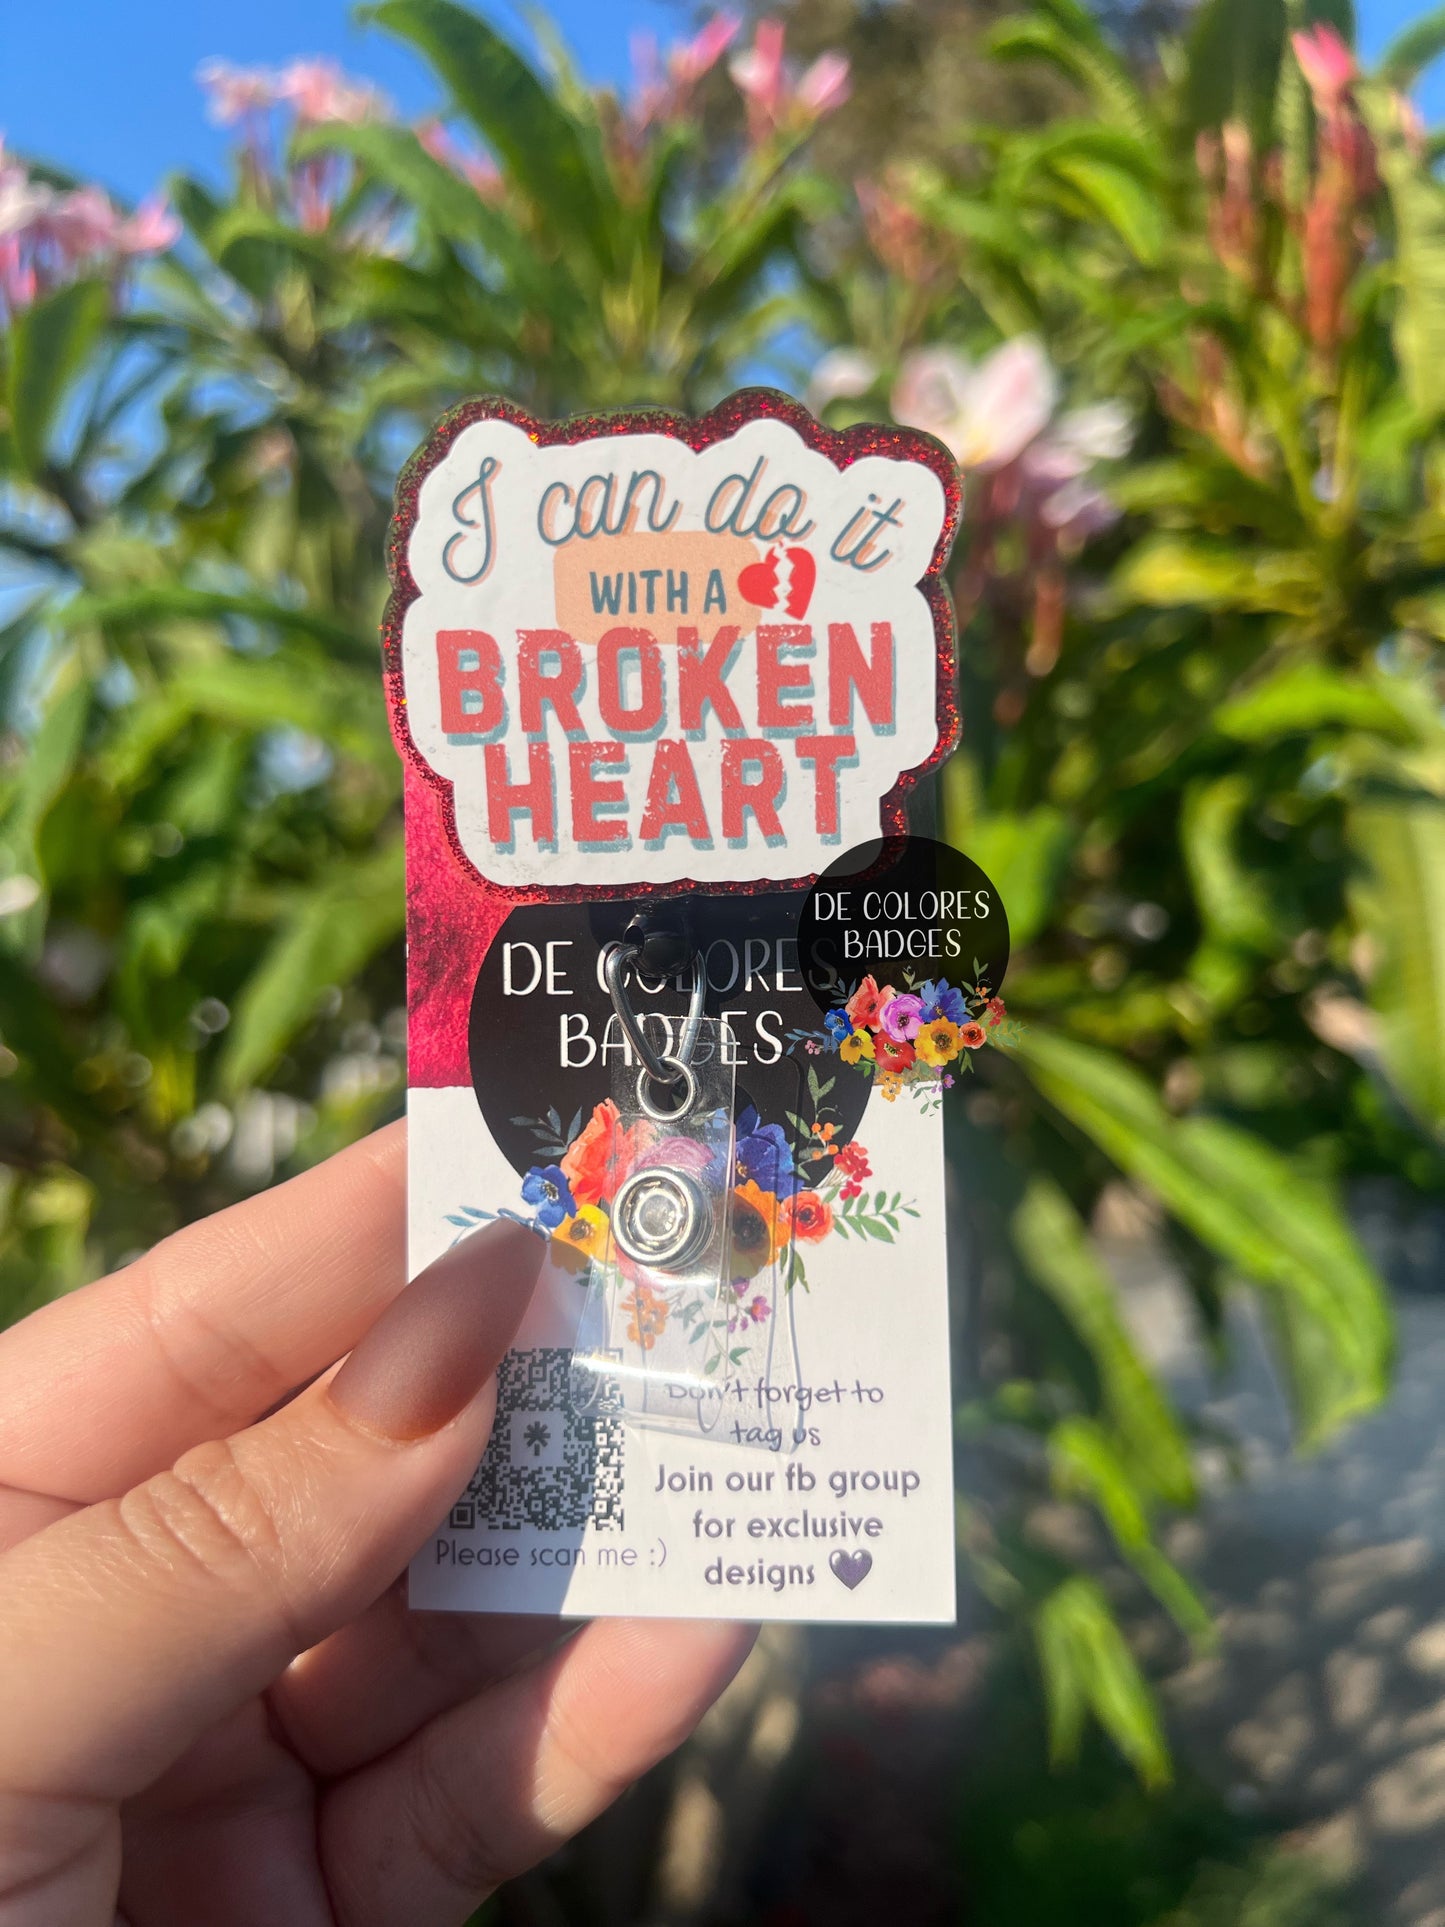 I can do it
WITH A
BROKEN
HEART
DE COLORES
BADGES
DE COLORES
BADGES
Don't forget to
tag us
Join our fb group
for exclusive
designs
Please scan me :)